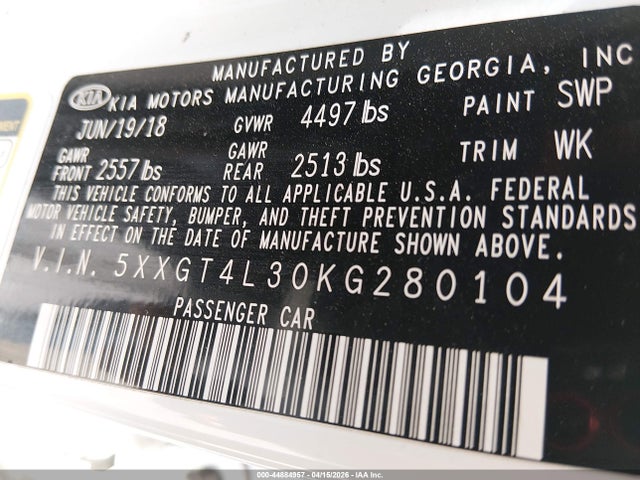 MANUFACTURED BY
KIA KIA MOTORS MANUFACTURING GEORGIA, INC
JUN/19/18 GVWR 4497 lbs PAINT SWP
GAWR FRONT 2557 lbs GAWR REAR 2513 lbs TRIM WK
THIS VEHICLE CONFORMS TO ALL APPLICABLE U.S.A. FEDERAL
MOTOR VEHICLE SAFETY, BUMPER, AND THEFT PREVENTION STANDARDS
IN EFFECT ON THE DATE OF MANUFACTURE SHOWN ABOVE.
V.I.N. 5XXGT4L30KG280104
PASSENGER CAR
000-44884957 - 04/15/2026 - IAA Inc.